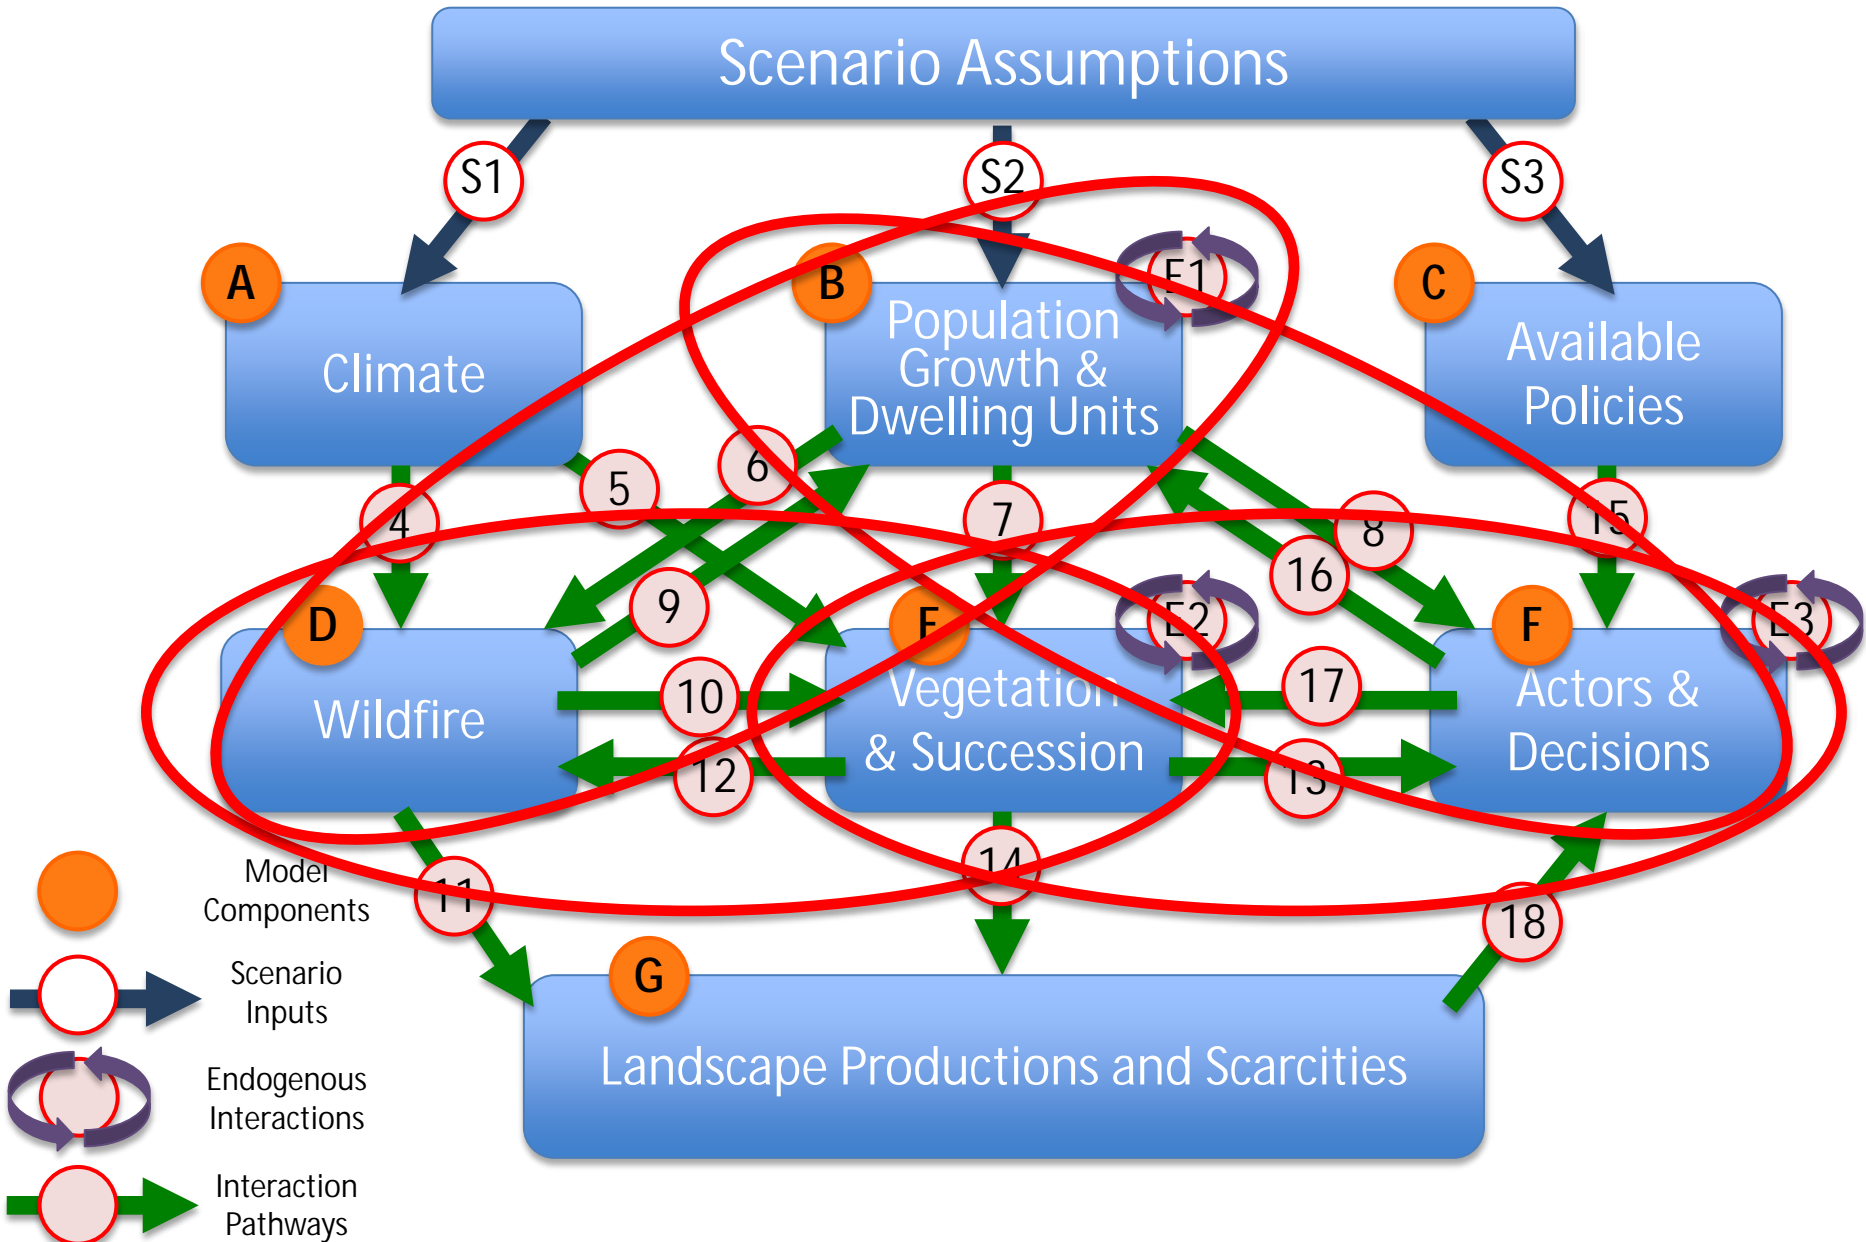 Scenario Assumptions
S1
S2
S3
A
B
E1
C
Climate
Population
Growth &
Dwelling Units
Available
Policies
4
5
6
7
8
15
9
16
D
E
E2
F
E3
Wildfire
10
Vegetation
& Succession
17
Actors &
Decisions
12
13
11
14
18
Model
Components
G
Landscape Productions and Scarcities
Scenario
Inputs
Endogenous
Interactions
Interaction
Pathways